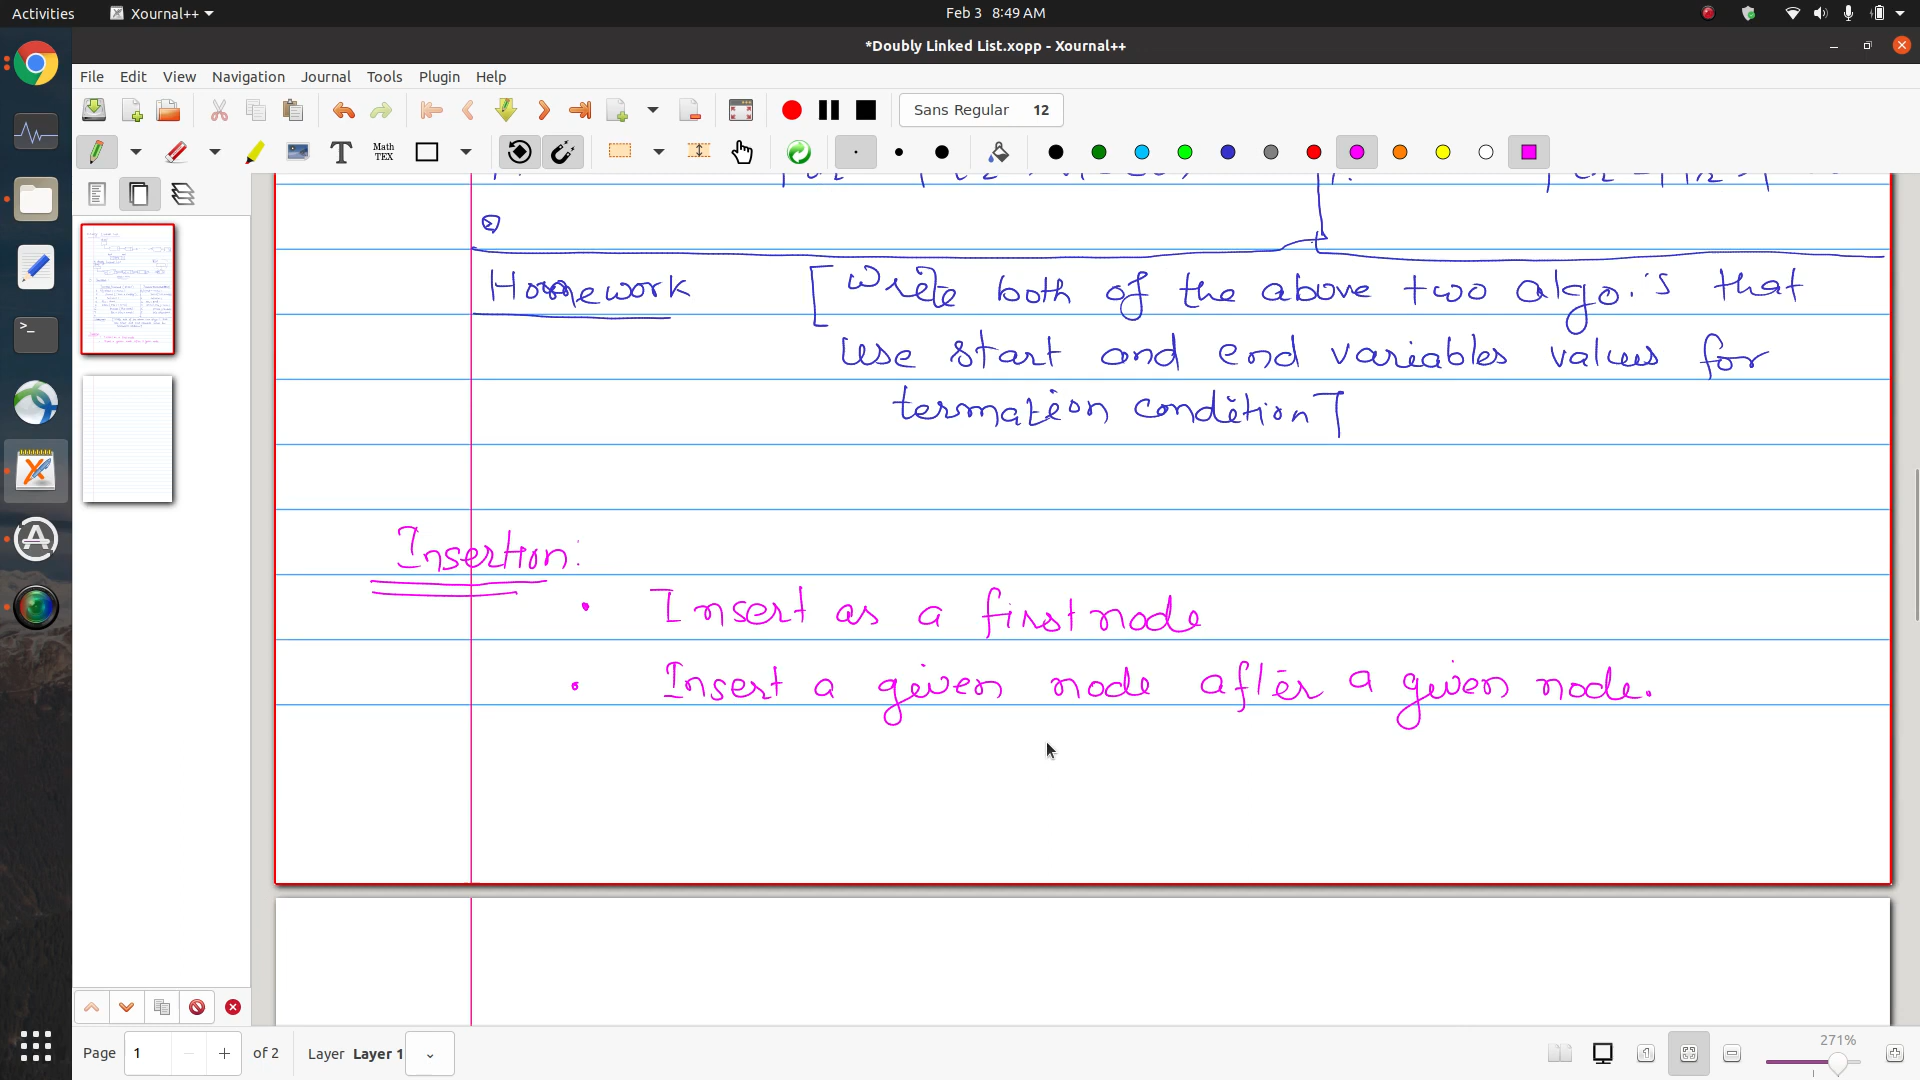 Activities Xournal++ Feb 3 8:49 AM
*Doubly Linked List.xopp - Xournal++
File Edit View Navigation Journal Tools Plugin Help
Sans Regular 12
Math TEX
Homework [Write both of the above two algo.'s that
use start and end variables values for
termation condition]
Insertion:
• Insert as a first node
• Insert a given node after a given node.
Page 1 of 2 Layer Layer 1 271%